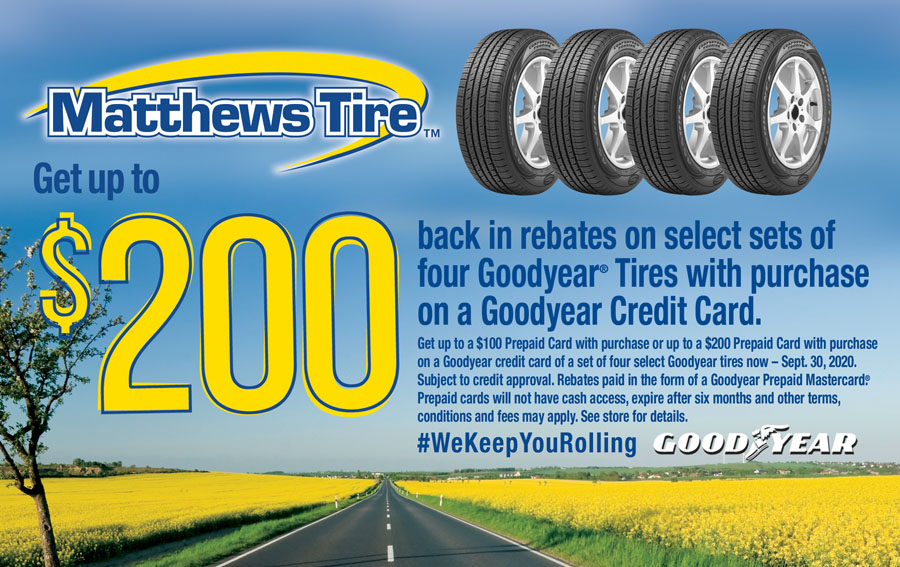 Matthews Tire™
Get up to
$200
back in rebates on select sets of
four Goodyear® Tires with purchase
on a Goodyear Credit Card.
Get up to a $100 Prepaid Card with purchase or up to a $200 Prepaid Card with purchase
on a Goodyear credit card of a set of four select Goodyear tires now – Sept. 30, 2020.
Subject to credit approval. Rebates paid in the form of a Goodyear Prepaid Mastercard®.
Prepaid cards will not have cash access, expire after six months and other terms,
conditions and fees may apply. See store for details.
#WeKeepYouRolling GOODYEAR